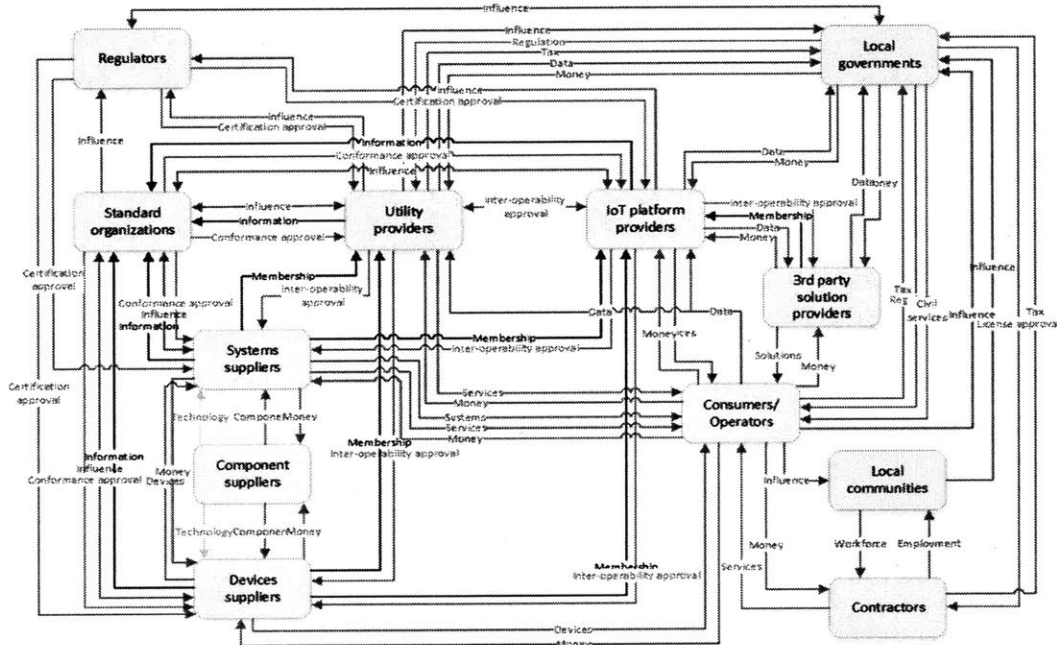 Influence
Regulators
Local
governments
Influence
Regulation
Tax
Data
Money
Influence
Certification approval
Influence
Certification approval
Influence
Information
Conformance approval
Influence
Data
Money
Standard
organizations
Influence
Information
Conformance approval
Utility
providers
Inter-operability
approval
IoT platform
providers
Inter-operability approval
Membership
Data
Money
Data
Influence
3rd party
solution
providers
Certification
approval
Membership
Inter-operability
approval
Conformance approval
Influence
Information
Tax
Civil
Services
Influence
Tax
License approval
Data
Data
Systems
suppliers
Membership
Inter-operability approval
Solutions
Money
Certification
approval
Services
Money
Systems
Services
Money
Consumers/
Operators
Technology
Money
Component
suppliers
Information
Influence
Conformance approval
Money
Devices
Membership
Inter-operability approval
Influence
Local
communities
Technology
Money
Money
Services
Workforce
Employment
Devices
suppliers
Membership
Inter-operability approval
Contractors
Devices
Money